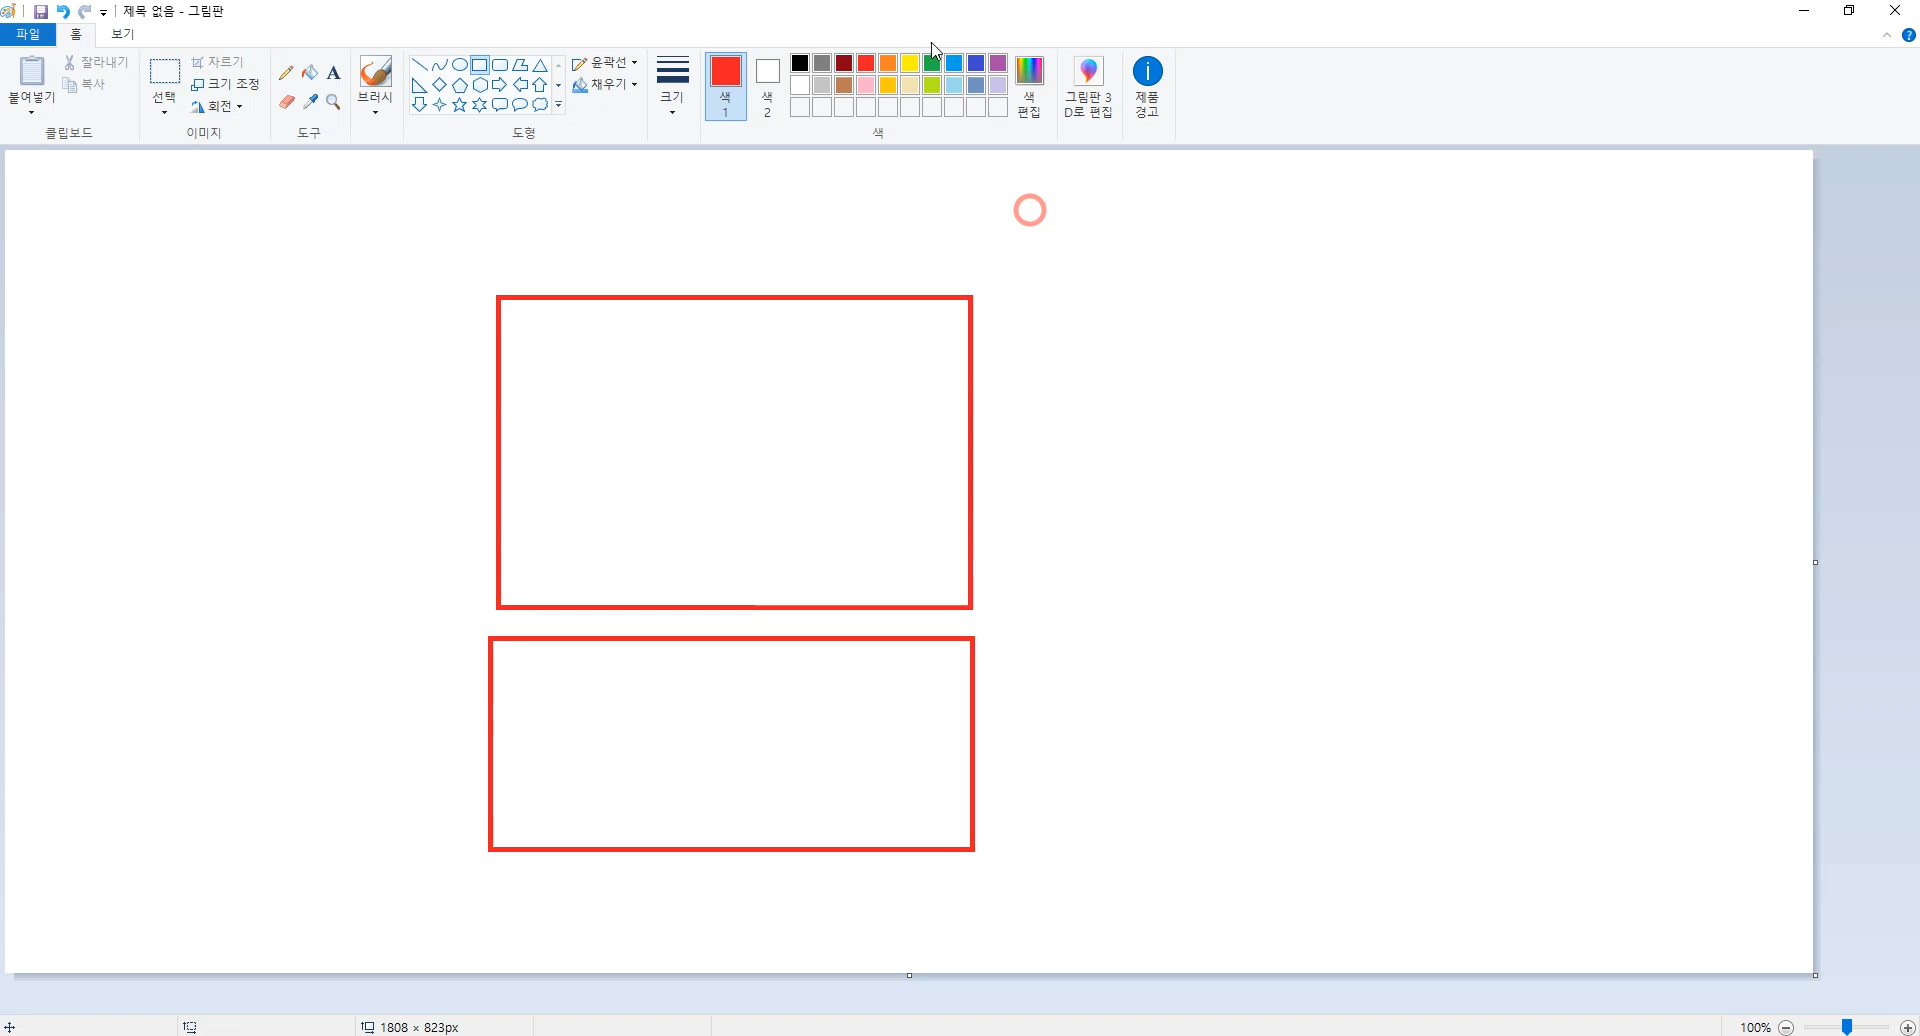 제목 없음 - 그림판
파일 홈 보기
붙여넣기
잘라내기
복사
클립보드
선택
자르기
크기 조정
회전
이미지
A
도구
브러시
윤곽선
채우기
도형
크기
색
1
색
2
색
편집
색
그림판 3
D로 편집
제품
경고
1808 × 823px
100%